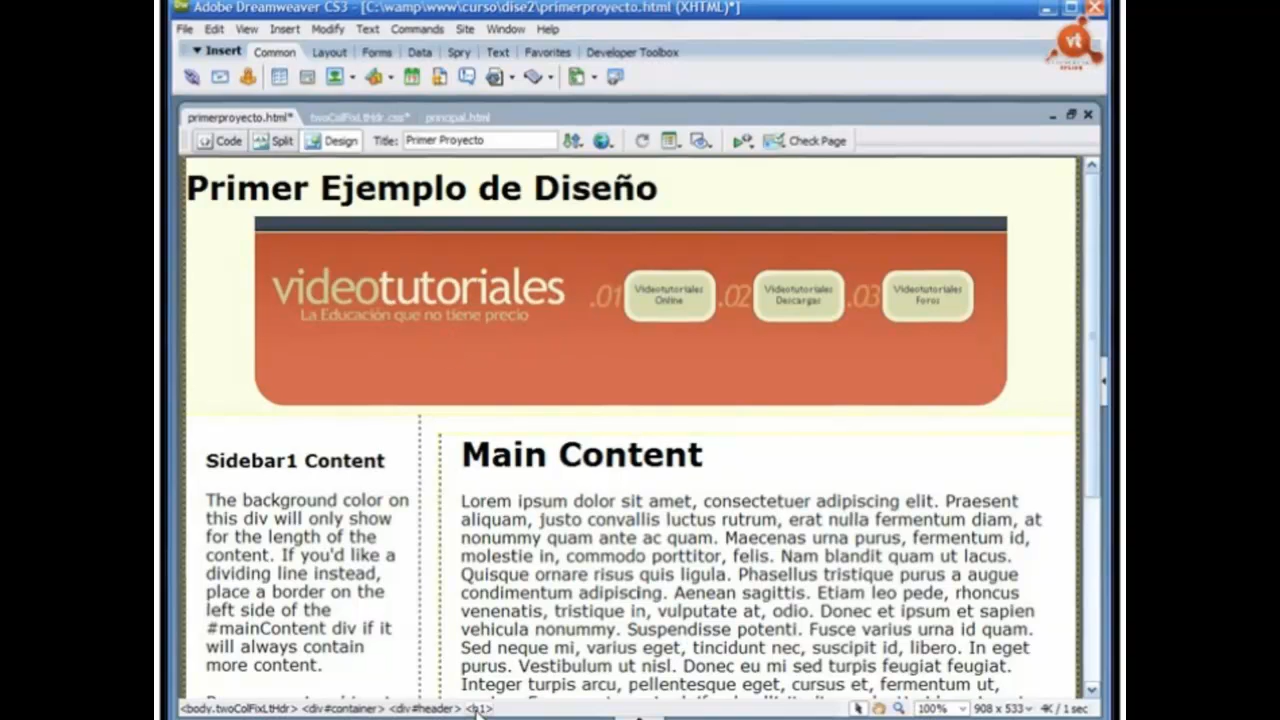 Adobe Dreamweaver CS3 - [C:\wamp\www\curso\dise2\primerproyecto.html (XHTML)*]
File Edit View Insert Modify Text Commands Site Window Help
Insert Common Layout Forms Data Spry Text Favorites Developer Toolbox
vt
primerproyecto.html* twoColFixLtHdr.css* principal.html
Code Split Design Title: Primer Proyecto Check Page
Primer Ejemplo de Diseño
videotutoriales
La Educación que no tiene precio
.01 Videotutoriales Online .02 Videotutoriales Descargas .03 Videotutoriales Foros
Sidebar1 Content
The background color on
this div will only show
for the length of the
content. If you'd like a
dividing line instead,
place a border on the
left side of the
#mainContent div if it
will always contain
more content.
Main Content
Lorem ipsum dolor sit amet, consectetuer adipiscing elit. Praesent
aliquam, justo convallis luctus rutrum, erat nulla fermentum diam, at
nonummy quam ante ac quam. Maecenas urna purus, fermentum id,
molestie in, commodo porttitor, felis. Nam blandit quam ut lacus.
Quisque ornare risus quis ligula. Phasellus tristique purus a augue
condimentum adipiscing. Aenean sagittis. Etiam leo pede, rhoncus
venenatis, tristique in, vulputate at, odio. Donec et ipsum et sapien
vehicula nonummy. Suspendisse potenti. Fusce varius urna id quam.
Sed neque mi, varius eget, tincidunt nec, suscipit id, libero. In eget
purus. Vestibulum ut nisl. Donec eu mi sed turpis feugiat feugiat.
Integer turpis arcu, pellentesque eget, cursus et, fermentum ut,
<body.twoColFixLtHdr> <div#container> <div#header> <h1> 100% 908 x 533 4K / 1 sec